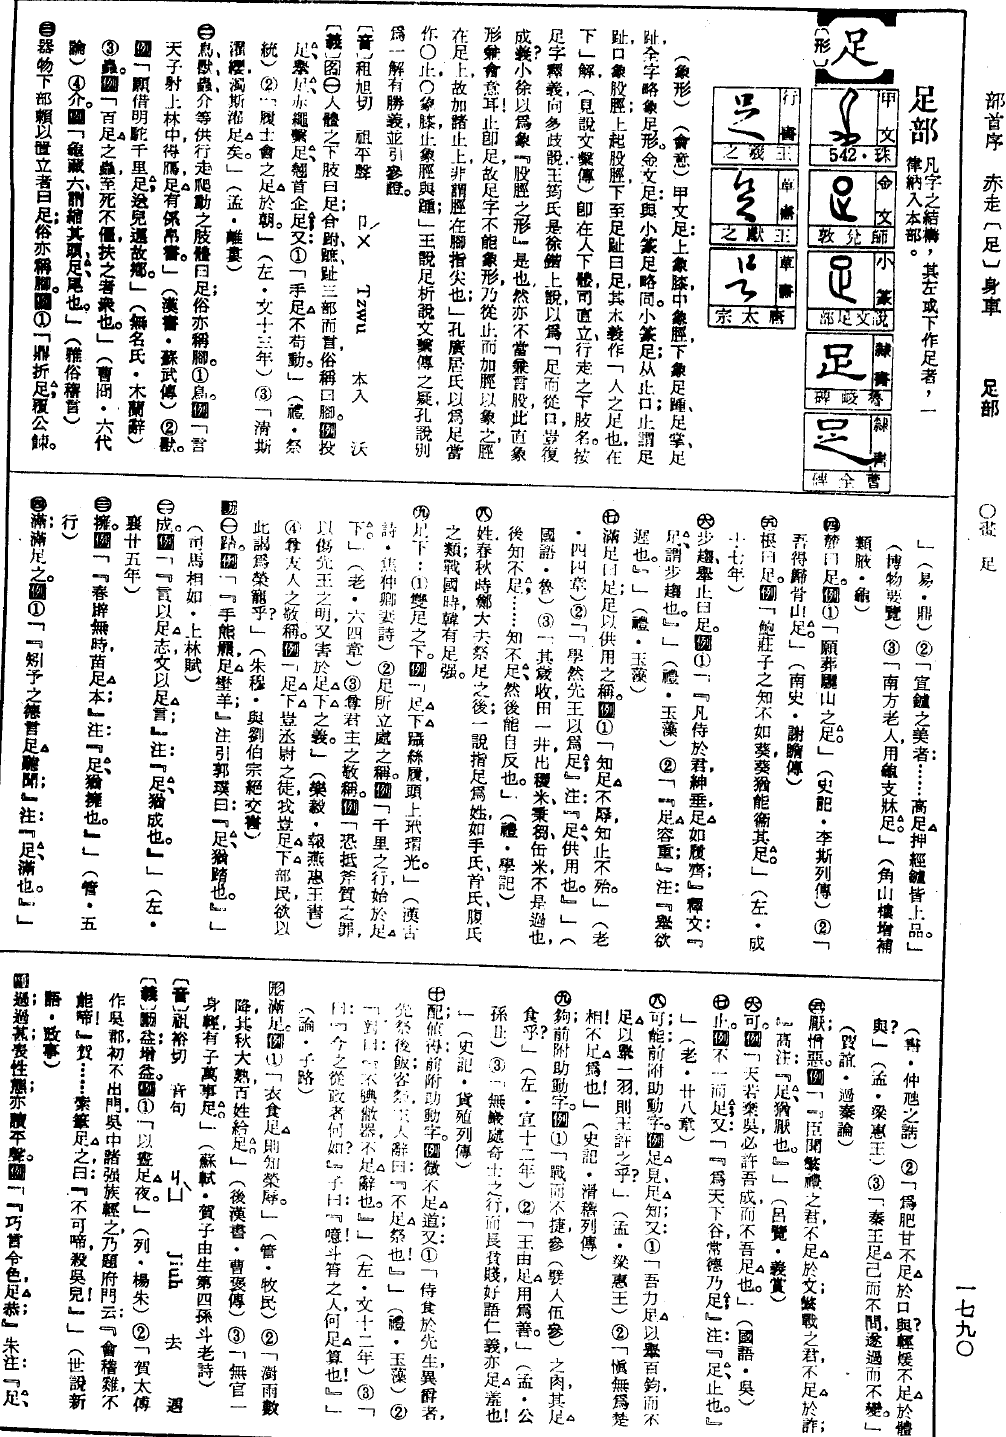 部首序　赤走〔足〕身車　　足部　　○畫　足
一七九〇
足部　凡字之結構，其左或下作足者，一
律納入本部。
足
甲文　珠・542
金文　師兌敦
小篆　說文足部
隸書　尊岐碑
隸書　曹全碑
行書　王羲之
草書　王獻之
草書　唐太宗
〔形〕（象形）（會意）甲文足：上象膝中象脛，下象足踵足掌足
趾全字略象足形。金文足與小篆足略同。小篆足：从止口；止謂足
趾口象股脛，上起股脛下至足趾曰足。其本義作「人之足也在
下」解，（見說文繫傳）卽在人下體司直立，行走之下肢名。按
足字釋義向多歧說：王筠氏是徐鍇上說，以爲「足而從口，豈復
成義？小徐以爲象『股脛之形』是也。然亦不當兼言股，此直象
形兼會意耳！止卽足，故足字不能象形，乃從止而加脛以象之。脛
在足上，故加諸止上，非謂脛在腳指尖也。」孔廣居氏以爲足當
作○止，○象膝，止象脛與踵；」王說足析說文繫傳之疑，孔說別
爲一解，有勝義，並引參證。
〔音〕租旭切　祖平聲　ㄗㄨˊ　Tzwu　本入　沃
〔義〕图㊀人體之下肢曰足，合跗、蹠、趾三部而言，俗稱曰腳。例①「投
足、舉足、赤繩繫足、翹首企足。又①「手足不苟動。」（禮・祭
統）②「履士會之足於朝。」（左・文十三年）③「清斯
濯纓，濁斯濯足矣。」（孟・離婁）
㊁鳥獸蟲介等供行走爬動之肢體曰足，俗亦稱腳。①鳥。例「言
天子射上林中，得鴈，足有係帛書。」（漢書・蘇武傳）②獸。
例「願借明駝千里足，送兒還故鄉。」（無名氏・木蘭辭）
③蟲。例「百足之蟲，至死不僵，扶之者衆也。」（曹冏・六代
論）④介。例「龜藏六，謂縮其頭、足、尾也。」（雅俗稽言）
㊂器物下部賴以置立者曰足，俗亦稱腳。例①「鼎折足，覆公餗。
」（易・鼎）②「宣鑪之美者：……高足押經鑪皆上品。」
（博物要覽）③「南方老人用龜支牀足。」（角山樓增補
類腋・龜）
㊃麓曰足。例①「願葬驪山之足。」（史記・李斯列傳）②「
吾得歸骨山足。」（南史・謝瞻傳）
㊄根曰足。例「鮑莊子之知不如葵，葵猶能衞其足。」（左・成
十七年）
㊅步趨舉止曰足。例①「『凡侍於君，紳垂，足如履齊；』釋文：『
足，謂步趨也。』」（禮・玉藻）②「『足容重；』注：『舉欲
遲也。』」（禮・玉藻）
㊆滿足曰足；足以供用之稱。例①「知足不辱，知止不殆。」（老
・四四章）②「『學然先王以爲足；』注：『足，供用也。』」（
國語・魯）③「其歲收，田一井，出稷米秉芻缶米，不是過也，
後知不足……知不足，然後能自反也。」（禮・學記）
㊇姓，春秋時鄭大夫祭足之後，一說指足爲姓，如手氏、首氏、腹氏
之類，戰國時韓有足强。
㊈足下：①雙足之下。例「足下躡絲履，頭上玳瑁光。」（漢古
詩・焦仲卿妻詩）②足所立處之稱。例「千里之行，始於足
下。」（老・六四章）③尊君主之敬稱。例「恐抵斧質之罪，
以傷先王之明，又害於足下之義。」（樂毅・報燕惠王書）
④尊友人之敬稱。例「足下豈丞尉之徒，我豈足下部民，欲以
此謁爲榮寵乎？」（朱穆・與劉伯宗絕交書）
動㊀踏。例「『手熊羆，足壄羊；』注引郭璞曰：『足，猶踏也。』」
（司馬相如・上林賦）
㊁成。例「『言以足志，文以足言；』注：『足，猶成也。』」（左・
襄廿五年）
㊂擁。例「『春辟無時，苗足本。』注：『足，猶擁也。』」（管・五
行）
㊃滿；滿足之。例①「『矧予之德，言足聽聞。』注：『足，滿也。』」
（書・仲虺之誥）②「爲肥甘不足於口與？輕煖不足於體
與？」（孟・梁惠王）③「秦王足己而不問，遂過而不變。」
（賈誼・過秦論）
㊄厭；憎惡。例「『臣聞繁禮之君，不足於文；繁戰之君，不足於詐；
』高注：『足，猶厭也。』」（呂覽・義賞）
㊅可。例「天若棄吳，必許吾成而不吾足也。」（國語・吳）
㊆止。例「不一而足。又「『爲天下谷，常德乃足；』注：『足，止也。』
」（老・廿八章）
㊇可；能；前附助動字。例足見、足知。又①「吾力足以舉百鈞，而不
足以舉一羽，則王許之乎？」（孟・梁惠王）②「愼無爲楚
相，不足爲也！」（史記・滑稽列傳）
㊈夠；前附助動字。例①「戰而不捷，參（嬖人伍參）之肉其足
食乎？」（左・宣十二年）②「王由足用爲善。」（孟・公
孫丑）③「無巖處奇士之行，而長貧賤，好語仁義，亦足羞也！
」（史記・貨殖列傳）
㊉配；值得；前附助動字。例微不足道。又①「侍食於先生，異爵者，
後祭先飯。客祭，主人辭曰：『不足祭也！』」（禮・玉藻）②
「對曰：『不腆敝器，不足辭也。』」（左・文十二年）③「
曰：『今之從政者何如？』子曰：『噫！斗筲之人，何足算也！』」
（論・子路）
形滿足。例①「衣食足，則知榮辱。」（管・牧民）②「澍雨數
降，其秋大熟，百姓給足。」（後漢書・曹褒傳）③「無官一
身輕，有子萬事足。」（蘇軾・賀子由生第四孫斗老詩）
〔音〕祖裕切　音句　ㄐㄩˋ　Jiuh　去　遇
〔義〕動益；增益。例①「以晝足夜。」（列・楊朱）②「賀太傅
作吳郡，初不出門，吳中諸强族輕之，乃題府門云：『會稽雞，不
能啼。』賀……索筆足之曰：『不可啼，殺吳兒！』」（世說新
語・政事）
副過；過甚，表性態，亦讀平聲。例「『巧言令色足恭。』朱注：『足，